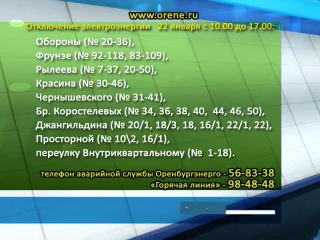 www.orene.ru
Отключение электроэнергии 22 января с 10.00 до 17.00:
Обороны (№ 20-36),
Фрунзе (№ 92-118, 83-109),
Рылеева (№ 7-37, 20-50),
Красина (№ 30-46),
Чернышевского (№ 31-41),
Бр. Коростелевых (№ 34, 36, 38, 40, 44, 46, 50),
Джангильдина (№ 20/1, 18/3, 18, 16/1, 22/1, 22),
Просторной (№ 10\2, 16/1),
переулку Внутриквартальному (№ 1-18).
телефон аварийной службы Оренбургэнерго - 56-83-38
«Горячая линия» - 98-48-48